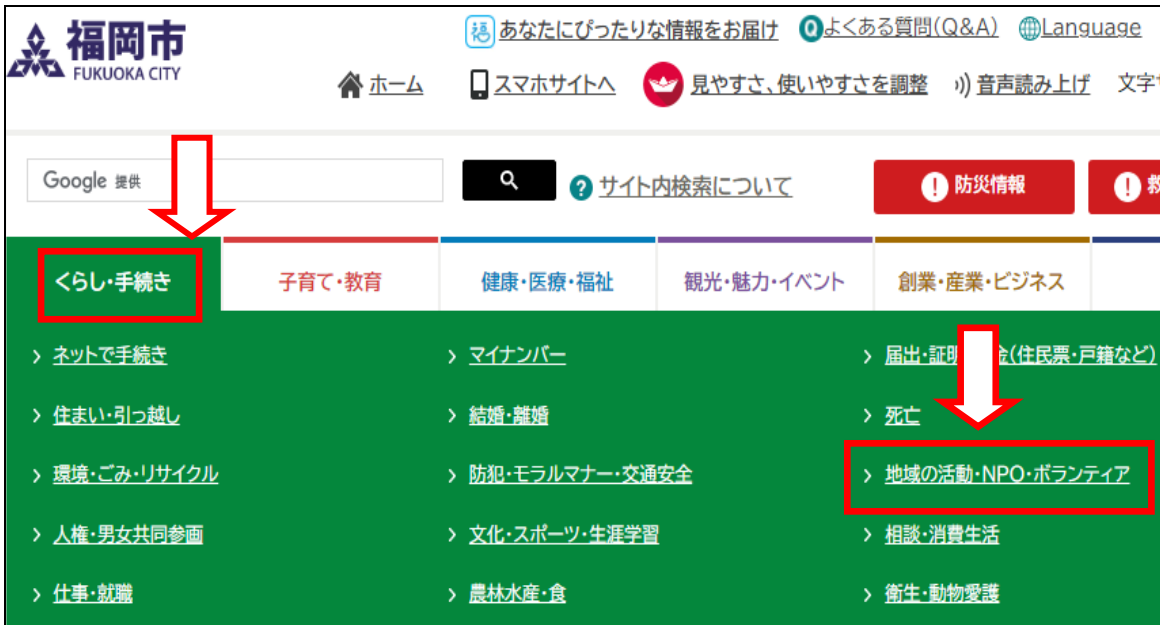 福岡市
FUKUOKA CITY
福 あなたにぴったりな情報をお届け Q よくある質問(Q&A) Language
ホーム スマホサイトへ 見やすさ、使いやすさを調整 音声読み上げ 文字
Google 提供
? サイト内検索について
! 防災情報
!
くらし・手続き 子育て・教育 健康・医療・福祉 観光・魅力・イベント 創業・産業・ビジネス
> ネットで手続き > マイナンバー > 届出・証明 金(住民票・戸籍など)
> 住まい・引っ越し > 結婚・離婚 > 死亡
> 環境・ごみ・リサイクル > 防犯・モラルマナー・交通安全 > 地域の活動・NPO・ボランティア
> 人権・男女共同参画 > 文化・スポーツ・生涯学習 > 相談・消費生活
> 仕事・就職 > 農林水産・食 > 衛生・動物愛護